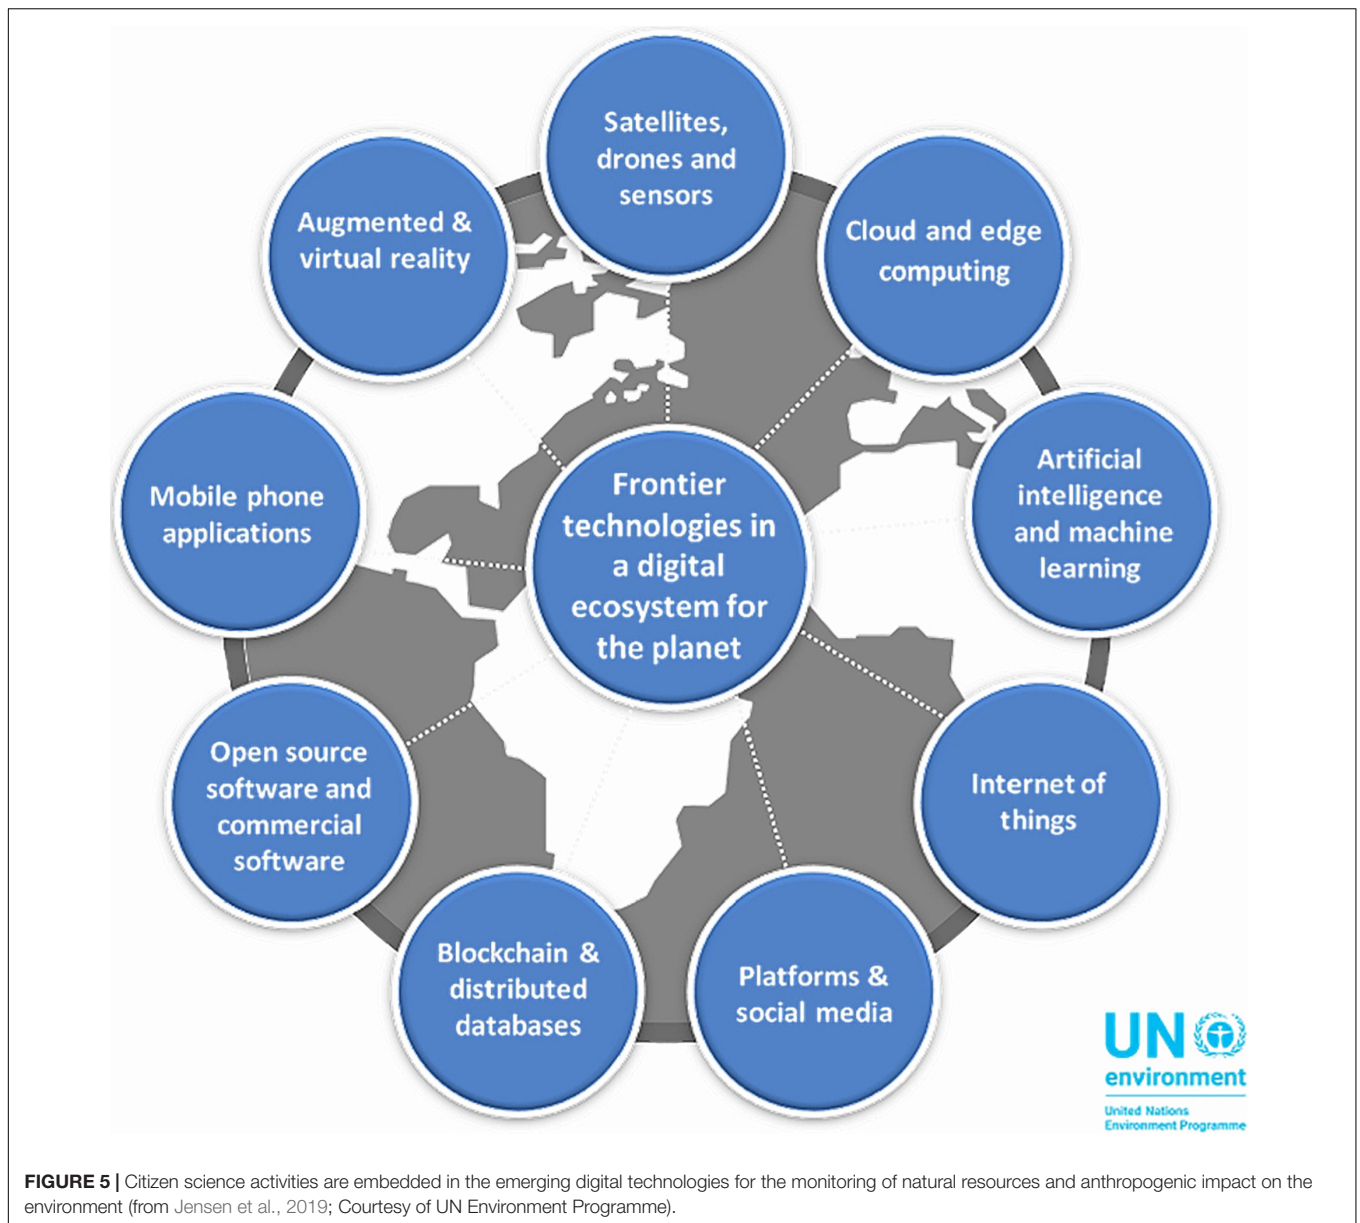 Satellites,
drones and
sensors
Cloud and edge
computing
Artificial
intelligence
and machine
learning
Internet of
things
Platforms &
social media
Blockchain &
distributed
databases
Open source
software and
commercial
software
Mobile phone
applications
Augmented &
virtual reality
Frontier
technologies in
a digital
ecosystem for
the planet
UN
environment
United Nations
Environment Programme
FIGURE 5 | Citizen science activities are embedded in the emerging digital technologies for the monitoring of natural resources and anthropogenic impact on the
environment (from Jensen et al., 2019; Courtesy of UN Environment Programme).